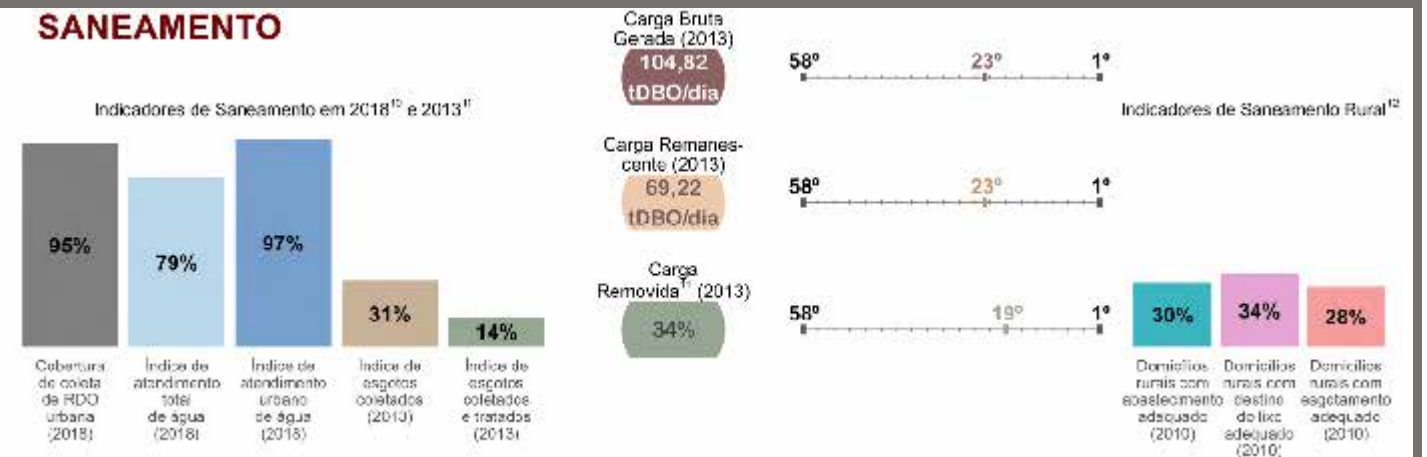 SANEAMENTO
Indicadores de Saneamento em 2018¹⁰ e 2013¹¹
95%
79%
97%
31%
14%
Cobertura
de coleta
de RDO
urbana
(2018)
Índice de
atendimento
total
de água
(2018)
Índice de
atendimento
urbano
de água
(2018)
Índice de
esgotos
coletados
(2013)
Índice de
esgotos
coletados
e tratados
(2013)
Carga Bruta
Gerada (2013)
104,82
tDBO/dia
58º 23º 1º
Carga Remanes-
cente (2013)
69,22
tDBO/dia
58º 23º 1º
Carga
Removida¹¹ (2013)
34%
58º 19º 1º
Indicadores de Saneamento Rural¹²
30%
34%
28%
Domicílios
rurais com
abastecimento
adequado
(2010)
Domicílios
rurais com
destino
do lixo
adequado
(2010)
Domicílios
rurais com
esgotamento
adequado
(2010)